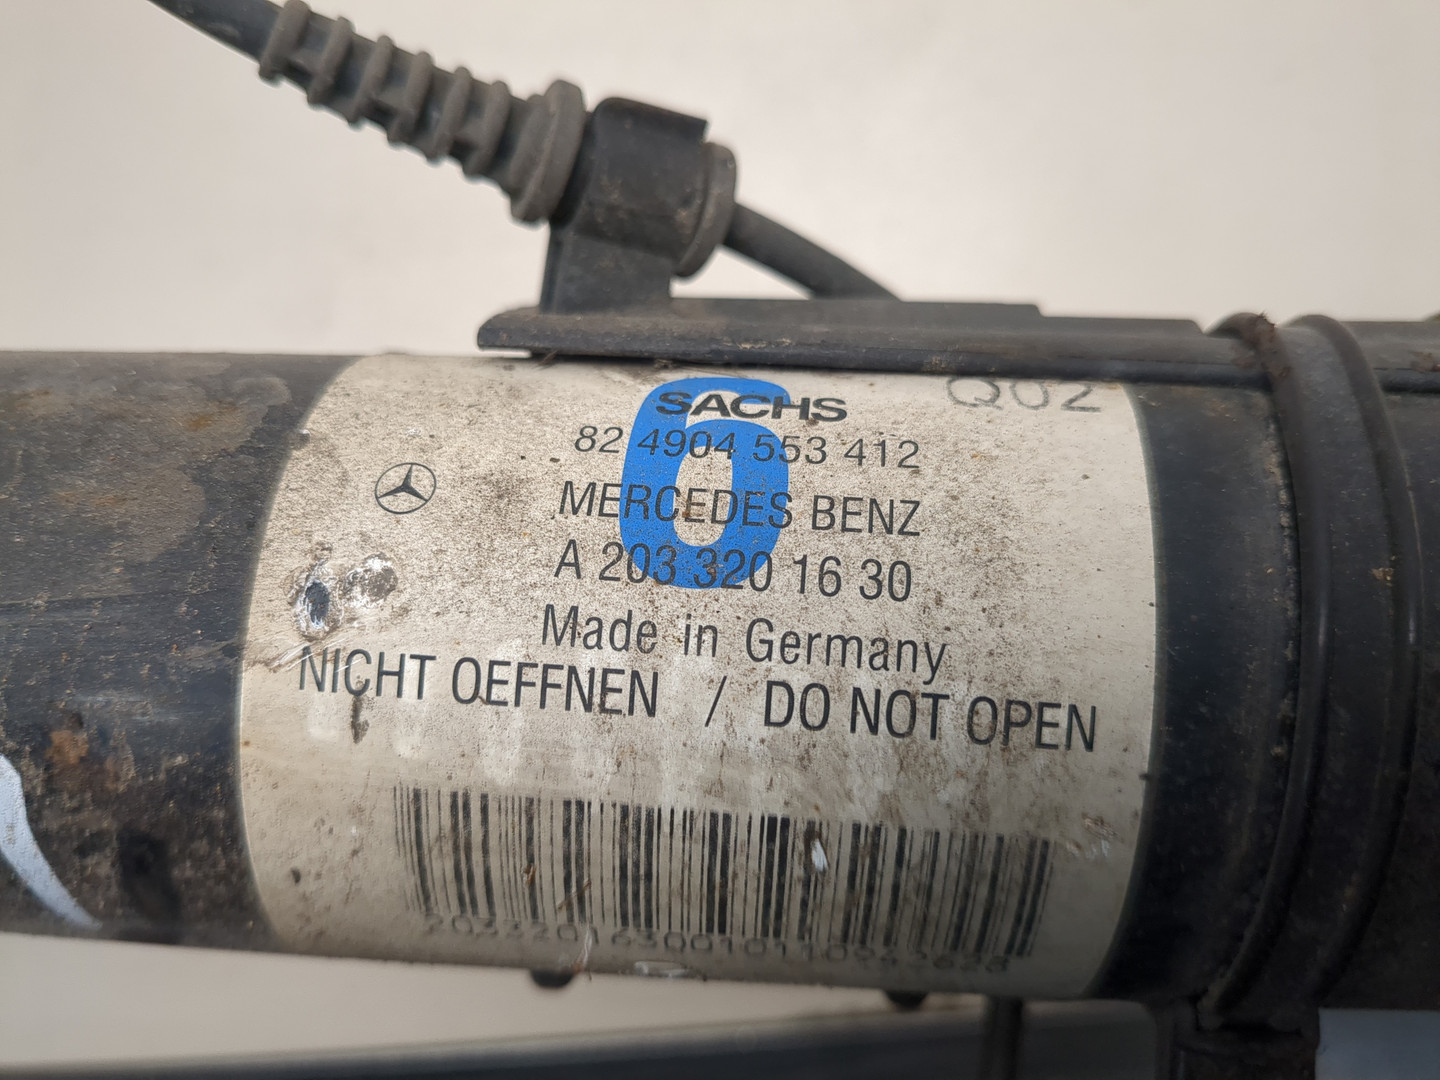 Q02
6
SACHS
82 4904 553 412
MERCEDES BENZ
A 203 320 16 30
Made in Germany
NICHT OEFFNEN / DO NOT OPEN